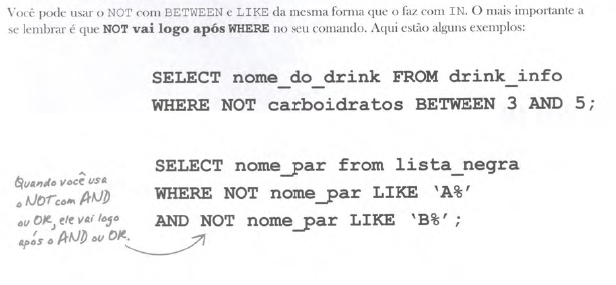 Você pode usar o NOT com BETWEEN e LIKE da mesma forma que o faz com IN. O mais importante a
se lembrar é que NOT vai logo após WHERE no seu comando. Aqui estão alguns exemplos:
SELECT nome_do_drink FROM drink_info
WHERE NOT carboidratos BETWEEN 3 AND 5;
SELECT nome_par from lista_negra
WHERE NOT nome_par LIKE ‘A%’
AND NOT nome_par LIKE ‘B%’;
Quando você usa
o NOT com AND
ou OR, ele vai logo
após o AND ou OR.